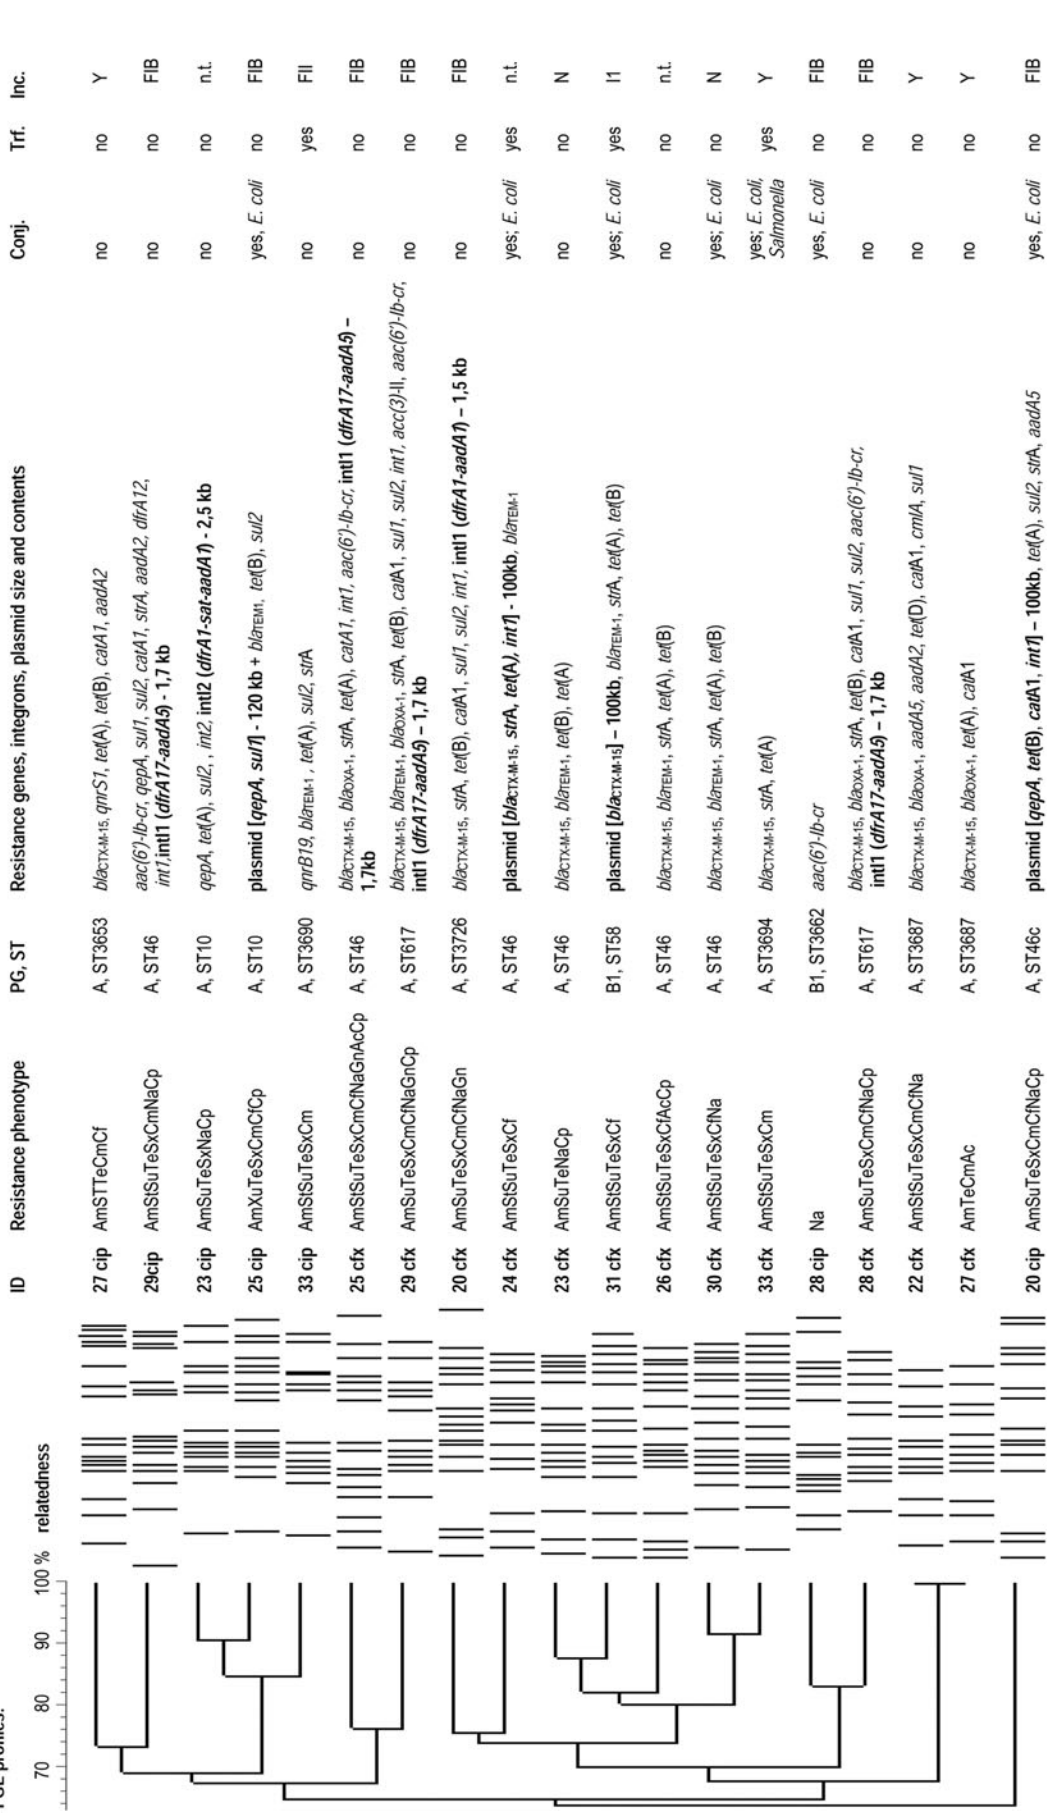 PGE profiles.
100 % relatedness ID Resistance phenotype PG, ST Resistance genes, integrons, plasmid size and contents Conj. Trf. Inc.
70 80 90 100
27 cip AmSTTeCmCf A, ST3653 blaCTX-M-15, qnrS1, tet(A), tet(B), catA1, aadA2 no no Y
29cip AmStSuTeSxCmNaCp A, ST46 aac(6')-Ib-cr, qepA, sul1, sul2, catA1, strA, aadA2, dfrA12, no no FIB
int1,intI1 (dfrA17-aadA5) - 1,7 kb
23 cip AmSuTeSxNaCp A, ST10 qepA, tet(A), sul2, , int2, intI2 (dfrA1-sat-aadA1) - 2,5 kb no no n.t.
25 cip AmXuTeSxCmCfCp A, ST10 plasmid [qepA, sul1] - 120 kb + blaTEM1, tet(B), sul2 yes, E. coli no FIB
33 cip AmStSuTeSxCm A, ST3690 qnrB19, blaTEM-1 , tet(A), sul2, strA no yes FII
25 cfx AmStSuTeSxCmCfNaGnAcCp A, ST46 blaCTX-M-15, blaOXA-1, strA, tet(A), catA1, int1, aac(6')-Ib-cr, intI1 (dfrA17-aadA5) – no no FIB
1,7kb
29 cfx AmSuTeSxCmCfNaGnCp A, ST617 blaCTX-M-15, blaTEM-1, blaOXA-1, strA, tet(B), catA1, sul1, sul2, int1, acc(3)-II, aac(6')-Ib-cr, no no FIB
intI1 (dfrA17-aadA5) – 1,7 kb
20 cfx AmSuTeSxCmCfNaGn A, ST3726 blaCTX-M-15, strA, tet(B), catA1, sul1, sul2, int1, intI1 (dfrA1-aadA1) – 1,5 kb no no FIB
24 cfx AmStSuTeSxCf A, ST46 plasmid [blaCTX-M-15, strA, tet(A), int1] - 100kb, blaTEM-1 yes; E. coli yes n.t.
23 cfx AmSuTeNaCp A, ST46 blaCTX-M-15, blaTEM-1, tet(B), tet(A) no no N
31 cfx AmStSuTeSxCf B1, ST58 plasmid [blaCTX-M-15] – 100kb, blaTEM-1, strA, tet(A), tet(B) yes; E. coli yes I1
26 cfx AmStSuTeSxCfAcCp A, ST46 blaCTX-M-15, blaTEM-1, strA, tet(A), tet(B) no no n.t.
30 cfx AmStSuTeSxCfNa A, ST46 blaCTX-M-15, blaTEM-1, strA, tet(A), tet(B) yes; E. coli no N
33 cfx AmStSuTeSxCm A, ST3694 blaCTX-M-15, strA, tet(A) yes; E. coli, yes Y
Salmonella
28 cip Na B1, ST3662 aac(6')-Ib-cr yes, E. coli no FIB
28 cfx AmSuTeSxCmCfNaCp A, ST617 blaCTX-M-15, blaOXA-1, strA, tet(B), catA1, sul1, sul2, aac(6')-Ib-cr, no no FIB
intI1 (dfrA17-aadA5) – 1,7 kb
22 cfx AmStSuTeSxCmCfNa A, ST3687 blaCTX-M-15, blaOXA-1, aadA5, aadA2, tet(D), catA1, cmlA, sul1 no no Y
27 cfx AmTeCmAc A, ST3687 blaCTX-M-15, blaOXA-1, tet(A), catA1 no no Y
20 cip AmSuTeSxCmCfNaCp A, ST46c plasmid [qepA, tet(B), catA1, int1] – 100kb, tet(A), sul2, strA, aadA5 yes, E. coli no FIB